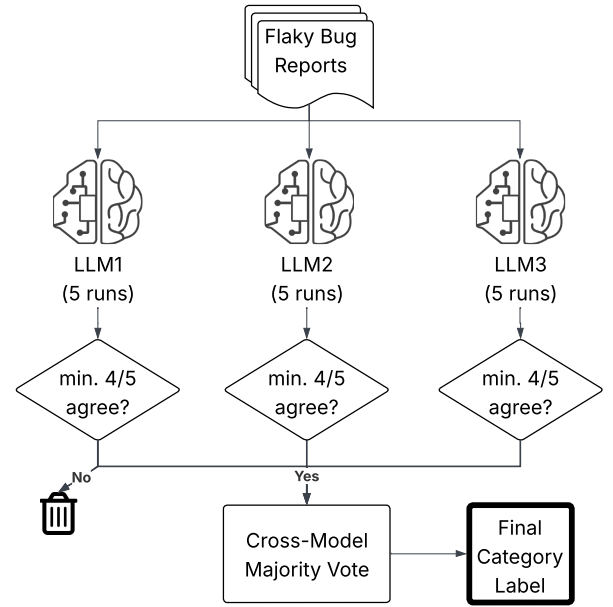 Flaky Bug
Reports
LLM1
(5 runs)
LLM2
(5 runs)
LLM3
(5 runs)
min. 4/5
agree?
min. 4/5
agree?
min. 4/5
agree?
No
Yes
Cross-Model
Majority Vote
Final
Category
Label